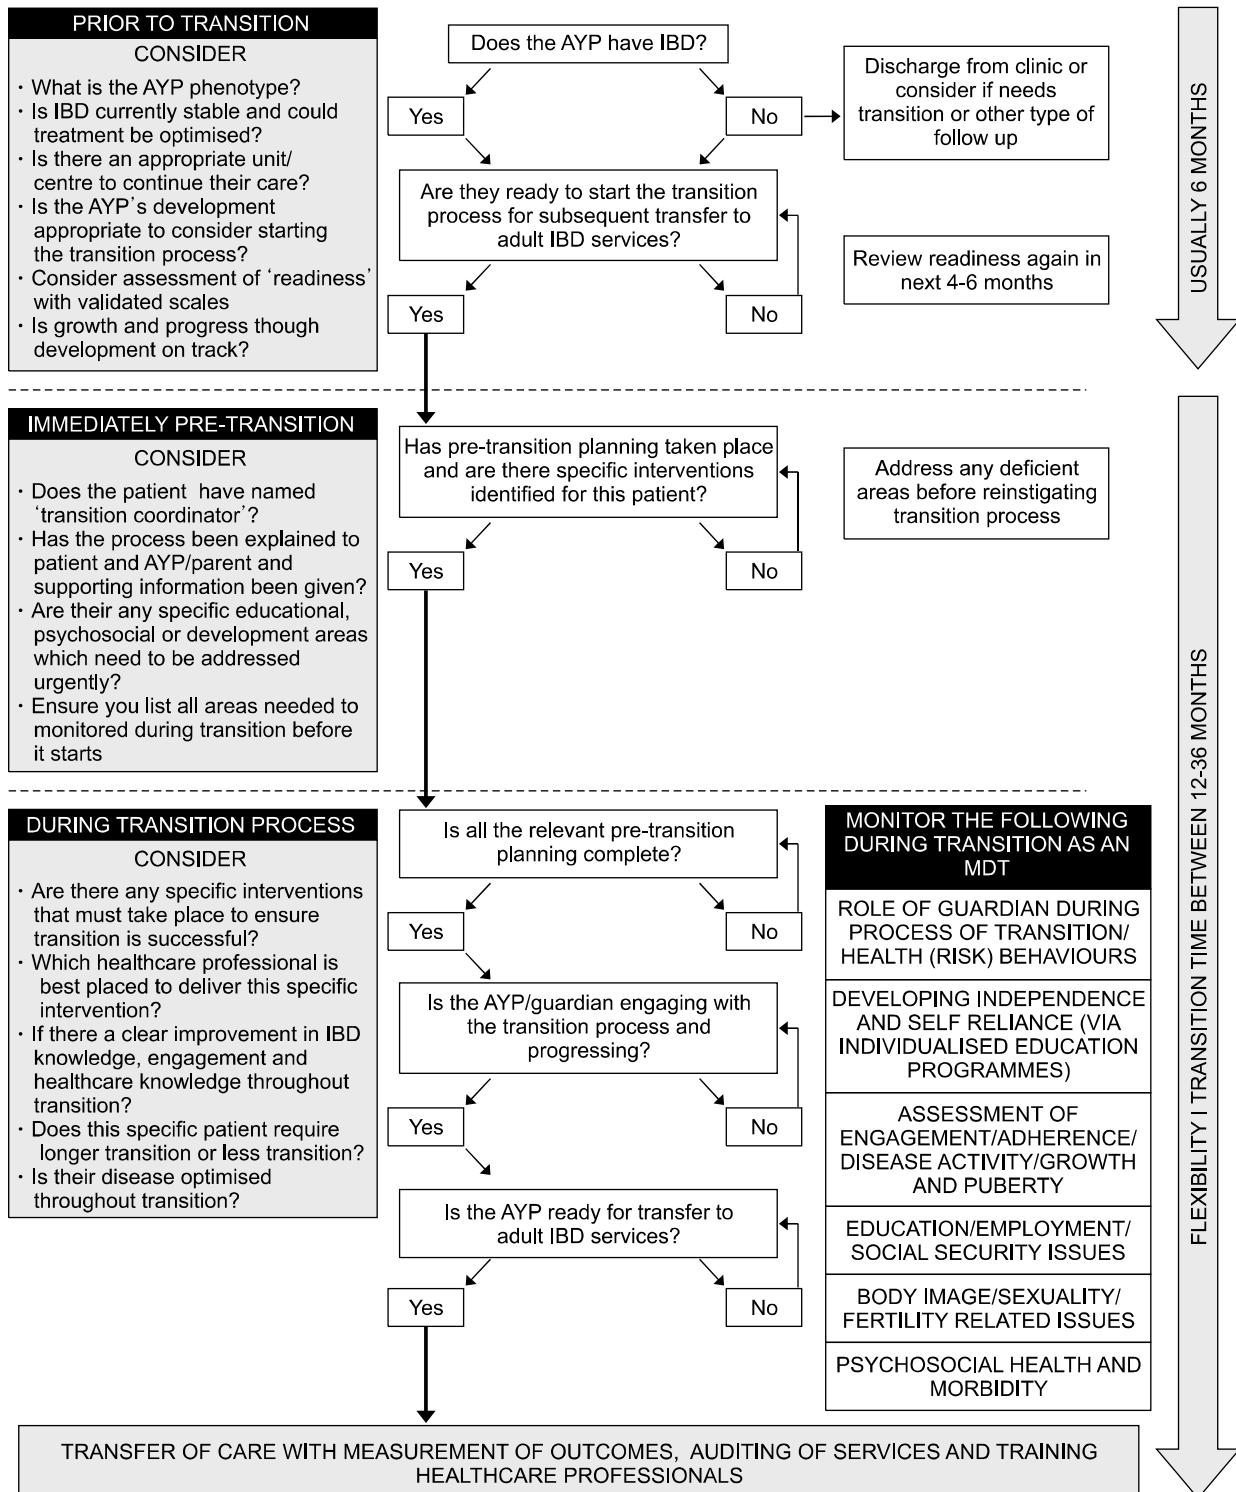 PRIOR TO TRANSITION
CONSIDER
· What is the AYP phenotype?
· Is IBD currently stable and could
treatment be optimised?
· Is there an appropriate unit/
centre to continue their care?
· Is the AYP's development
appropriate to consider starting
the transition process?
· Consider assessment of ‘readiness’
with validated scales
· Is growth and progress though
development on track?
Does the AYP have IBD?
Yes
No
Discharge from clinic or
consider if needs
transition or other type of
follow up
Are they ready to start the transition
process for subsequent transfer to
adult IBD services?
Review readiness again in
next 4-6 months
Yes
No
USUALLY 6 MONTHS
IMMEDIATELY PRE-TRANSITION
CONSIDER
· Does the patient have named
‘transition coordinator’?
· Has the process been explained to
patient and AYP/parent and
supporting information been given?
· Are their any specific educational,
psychosocial or development areas
which need to be addressed
urgently?
· Ensure you list all areas needed to
monitored during transition before
it starts
Has pre-transition planning taken place
and are there specific interventions
identified for this patient?
Address any deficient
areas before reinstigating
transition process
Yes
No
DURING TRANSITION PROCESS
CONSIDER
· Are there any specific interventions
that must take place to ensure
transition is successful?
· Which healthcare professional is
best placed to deliver this specific
intervention?
· If there a clear improvement in IBD
knowledge, engagement and
healthcare knowledge throughout
transition?
· Does this specific patient require
longer transition or less transition?
· Is their disease optimised
throughout transition?
Is all the relevant pre-transition
planning complete?
Yes
No
Is the AYP/guardian engaging with
the transition process and
progressing?
Yes
No
Is the AYP ready for transfer to
adult IBD services?
Yes
No
MONITOR THE FOLLOWING
DURING TRANSITION AS AN
MDT
ROLE OF GUARDIAN DURING
PROCESS OF TRANSITION/
HEALTH (RISK) BEHAVIOURS
DEVELOPING INDEPENDENCE
AND SELF RELIANCE (VIA
INDIVIDUALISED EDUCATION
PROGRAMMES)
ASSESSMENT OF
ENGAGEMENT/ADHERENCE/
DISEASE ACTIVITY/GROWTH
AND PUBERTY
EDUCATION/EMPLOYMENT/
SOCIAL SECURITY ISSUES
BODY IMAGE/SEXUALITY/
FERTILITY RELATED ISSUES
PSYCHOSOCIAL HEALTH AND
MORBIDITY
FLEXIBILITY I TRANSITION TIME BETWEEN 12-36 MONTHS
TRANSFER OF CARE WITH MEASUREMENT OF OUTCOMES, AUDITING OF SERVICES AND TRAINING
HEALTHCARE PROFESSIONALS